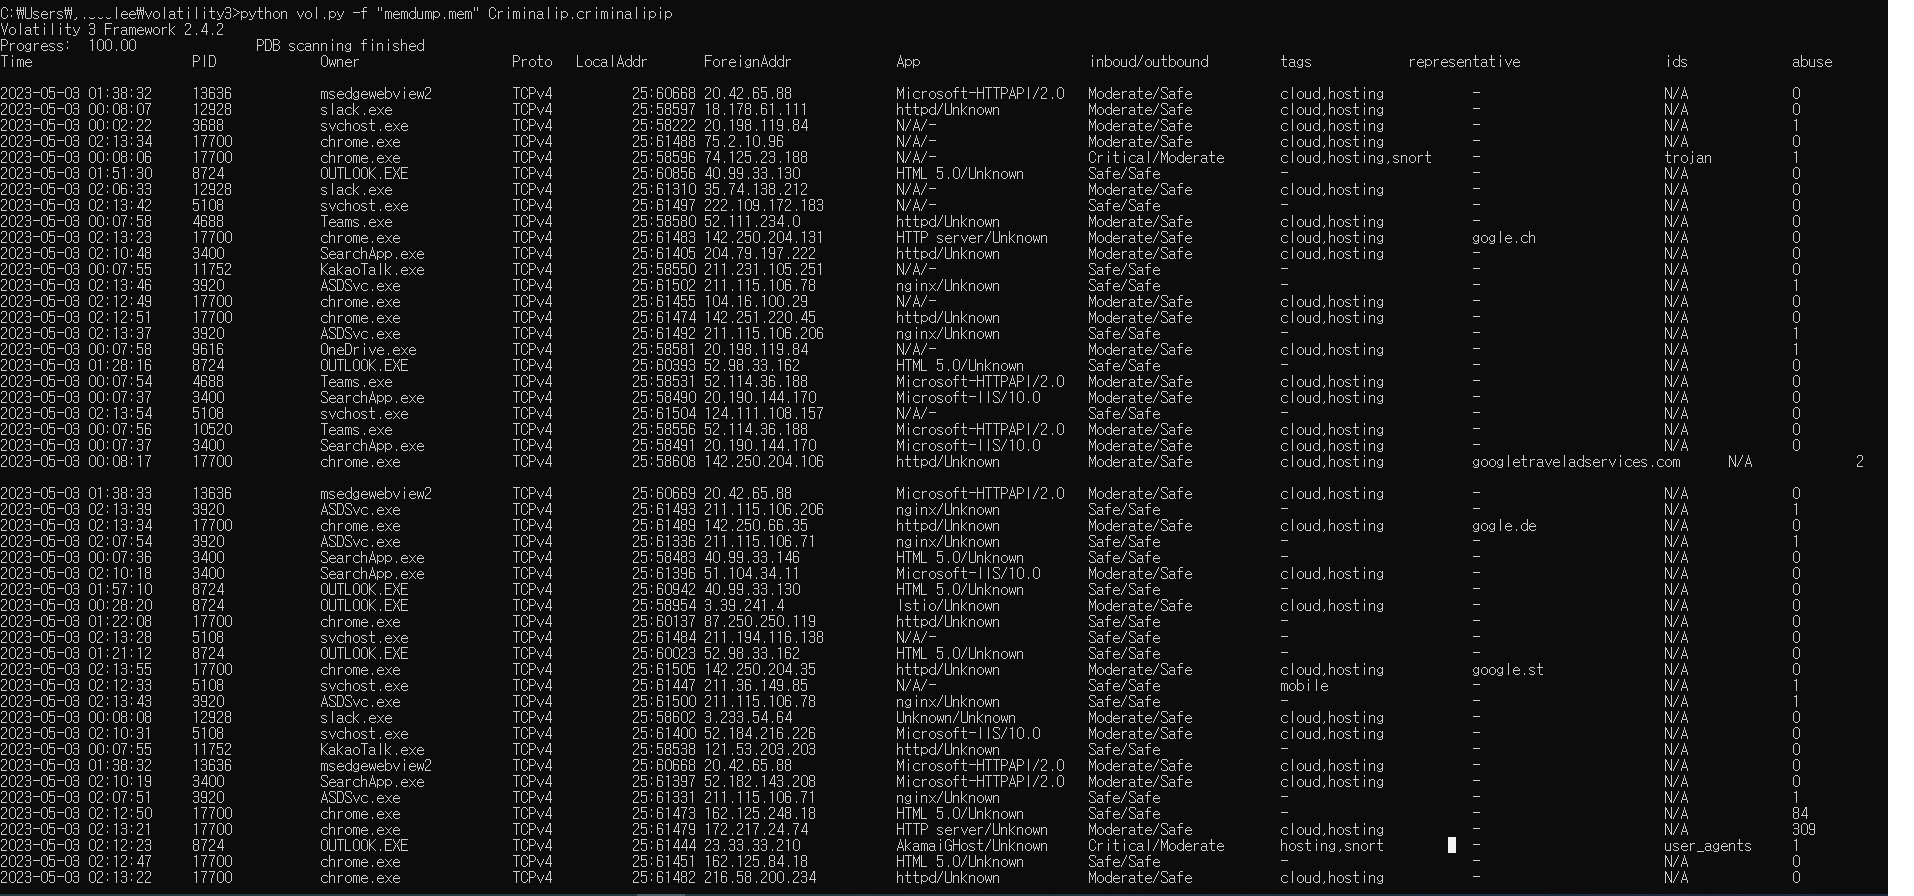 C:₩Users₩ lee₩volatility3>python vol.py -f "memdump.mem" Criminalip.criminalipip
Volatility 3 Framework 2.4.2
Progress: 100.00 PDB scanning finished
Time PID Owner Proto LocalAddr ForeignAddr App inboud/outbound tags representative ids abuse
2023-05-03 01:38:32 13636 msedgewebview2 TCPv4 25:60668 20.42.65.88 Microsoft-HTTPAPI/2.0 Moderate/Safe cloud,hosting - N/A 0
2023-05-03 00:08:07 12928 slack.exe TCPv4 25:58597 18.178.61.111 httpd/Unknown Moderate/Safe cloud,hosting - N/A 0
2023-05-03 00:02:22 3688 svchost.exe TCPv4 25:58222 20.198.119.84 N/A/- Moderate/Safe cloud,hosting - N/A 1
2023-05-03 02:13:34 17700 chrome.exe TCPv4 25:61488 75.2.10.96 N/A/- Moderate/Safe cloud,hosting - N/A 0
2023-05-03 00:08:06 17700 chrome.exe TCPv4 25:58596 74.125.23.188 N/A/- Critical/Moderate cloud,hosting,snort - trojan 1
2023-05-03 01:51:30 8724 OUTLOOK.EXE TCPv4 25:60856 40.99.33.130 HTML 5.0/Unknown Safe/Safe - - N/A 0
2023-05-03 02:06:33 12928 slack.exe TCPv4 25:61310 35.74.138.212 N/A/- Moderate/Safe cloud,hosting - N/A 0
2023-05-03 02:13:42 5108 svchost.exe TCPv4 25:61497 222.109.172.183 N/A/- Safe/Safe - - N/A 0
2023-05-03 00:07:58 4688 Teams.exe TCPv4 25:58580 52.111.234.0 httpd/Unknown Moderate/Safe cloud,hosting - N/A 0
2023-05-03 02:13:23 17700 chrome.exe TCPv4 25:61483 142.250.204.131 HTTP server/Unknown Moderate/Safe cloud,hosting gogle.ch N/A 0
2023-05-03 02:10:48 3400 SearchApp.exe TCPv4 25:61405 204.79.197.222 httpd/Unknown Moderate/Safe cloud,hosting - N/A 0
2023-05-03 00:07:55 11752 KakaoTalk.exe TCPv4 25:58550 211.231.105.251 N/A/- Safe/Safe - - N/A 0
2023-05-03 02:13:46 3920 ASDSvc.exe TCPv4 25:61502 211.115.106.78 nginx/Unknown Safe/Safe - - N/A 1
2023-05-03 02:12:49 17700 chrome.exe TCPv4 25:61455 104.16.100.29 N/A/- Moderate/Safe cloud,hosting - N/A 0
2023-05-03 02:12:51 17700 chrome.exe TCPv4 25:61474 142.251.220.45 httpd/Unknown Moderate/Safe cloud,hosting - N/A 0
2023-05-03 02:13:37 3920 ASDSvc.exe TCPv4 25:61492 211.115.106.206 nginx/Unknown Safe/Safe - - N/A 1
2023-05-03 00:07:58 9616 OneDrive.exe TCPv4 25:58581 20.198.119.84 N/A/- Moderate/Safe cloud,hosting - N/A 1
2023-05-03 01:28:16 8724 OUTLOOK.EXE TCPv4 25:60393 52.98.33.162 HTML 5.0/Unknown Safe/Safe - - N/A 0
2023-05-03 00:07:54 4688 Teams.exe TCPv4 25:58531 52.114.36.188 Microsoft-HTTPAPI/2.0 Moderate/Safe cloud,hosting - N/A 0
2023-05-03 00:07:37 3400 SearchApp.exe TCPv4 25:58490 20.190.144.170 Microsoft-IIS/10.0 Moderate/Safe cloud,hosting - N/A 0
2023-05-03 02:13:54 5108 svchost.exe TCPv4 25:61504 124.111.108.157 N/A/- Safe/Safe - - N/A 0
2023-05-03 00:07:56 10520 Teams.exe TCPv4 25:58556 52.114.36.188 Microsoft-HTTPAPI/2.0 Moderate/Safe cloud,hosting - N/A 0
2023-05-03 00:07:37 3400 SearchApp.exe TCPv4 25:58491 20.190.144.170 Microsoft-IIS/10.0 Moderate/Safe cloud,hosting - N/A 0
2023-05-03 00:08:17 17700 chrome.exe TCPv4 25:58608 142.250.204.106 httpd/Unknown Moderate/Safe cloud,hosting googletraveladservices.com N/A 2
2023-05-03 01:38:33 13636 msedgewebview2 TCPv4 25:60669 20.42.65.88 Microsoft-HTTPAPI/2.0 Moderate/Safe cloud,hosting - N/A 0
2023-05-03 02:13:39 3920 ASDSvc.exe TCPv4 25:61493 211.115.106.206 nginx/Unknown Safe/Safe - - N/A 1
2023-05-03 02:13:34 17700 chrome.exe TCPv4 25:61489 142.250.66.35 httpd/Unknown Moderate/Safe cloud,hosting gogle.de N/A 0
2023-05-03 02:07:54 3920 ASDSvc.exe TCPv4 25:61336 211.115.106.71 nginx/Unknown Safe/Safe - - N/A 1
2023-05-03 00:07:36 3400 SearchApp.exe TCPv4 25:58483 40.99.33.146 HTML 5.0/Unknown Safe/Safe - - N/A 0
2023-05-03 02:10:18 3400 SearchApp.exe TCPv4 25:61396 51.104.34.11 Microsoft-IIS/10.0 Moderate/Safe cloud,hosting - N/A 0
2023-05-03 01:57:10 8724 OUTLOOK.EXE TCPv4 25:60942 40.99.33.130 HTML 5.0/Unknown Safe/Safe - - N/A 0
2023-05-03 00:28:20 8724 OUTLOOK.EXE TCPv4 25:58954 3.39.241.4 Istio/Unknown Moderate/Safe cloud,hosting - N/A 0
2023-05-03 01:22:08 17700 chrome.exe TCPv4 25:60137 87.250.250.119 httpd/Unknown Safe/Safe - - N/A 0
2023-05-03 02:13:28 5108 svchost.exe TCPv4 25:61484 211.194.116.138 N/A/- Safe/Safe - - N/A 0
2023-05-03 01:21:12 8724 OUTLOOK.EXE TCPv4 25:60023 52.98.33.162 HTML 5.0/Unknown Safe/Safe - - N/A 0
2023-05-03 02:13:55 17700 chrome.exe TCPv4 25:61505 142.250.204.35 httpd/Unknown Moderate/Safe cloud,hosting google.st N/A 0
2023-05-03 02:12:33 5108 svchost.exe TCPv4 25:61447 211.36.149.85 N/A/- Safe/Safe mobile - N/A 1
2023-05-03 02:13:43 3920 ASDSvc.exe TCPv4 25:61500 211.115.106.78 nginx/Unknown Safe/Safe - - N/A 1
2023-05-03 00:08:08 12928 slack.exe TCPv4 25:58602 3.233.54.64 Unknown/Unknown Moderate/Safe cloud,hosting - N/A 0
2023-05-03 02:10:31 5108 svchost.exe TCPv4 25:61400 52.184.216.226 Microsoft-IIS/10.0 Moderate/Safe cloud,hosting - N/A 0
2023-05-03 00:07:55 11752 KakaoTalk.exe TCPv4 25:58538 121.53.203.203 httpd/Unknown Safe/Safe - - N/A 0
2023-05-03 01:38:32 13636 msedgewebview2 TCPv4 25:60668 20.42.65.88 Microsoft-HTTPAPI/2.0 Moderate/Safe cloud,hosting - N/A 0
2023-05-03 02:10:19 3400 SearchApp.exe TCPv4 25:61397 52.182.143.208 Microsoft-HTTPAPI/2.0 Moderate/Safe cloud,hosting - N/A 0
2023-05-03 02:07:51 3920 ASDSvc.exe TCPv4 25:61331 211.115.106.71 nginx/Unknown Safe/Safe - - N/A 1
2023-05-03 02:12:50 17700 chrome.exe TCPv4 25:61473 162.125.248.18 HTML 5.0/Unknown Safe/Safe - - N/A 84
2023-05-03 02:13:21 17700 chrome.exe TCPv4 25:61479 172.217.24.74 HTTP server/Unknown Moderate/Safe cloud,hosting - N/A 309
2023-05-03 02:12:23 8724 OUTLOOK.EXE TCPv4 25:61444 23.33.33.210 AkamaiGHost/Unknown Critical/Moderate hosting,snort - user_agents 1
2023-05-03 02:12:47 17700 chrome.exe TCPv4 25:61451 162.125.84.18 HTML 5.0/Unknown Safe/Safe - - N/A 0
2023-05-03 02:13:22 17700 chrome.exe TCPv4 25:61482 216.58.200.234 httpd/Unknown Moderate/Safe cloud,hosting - N/A 0